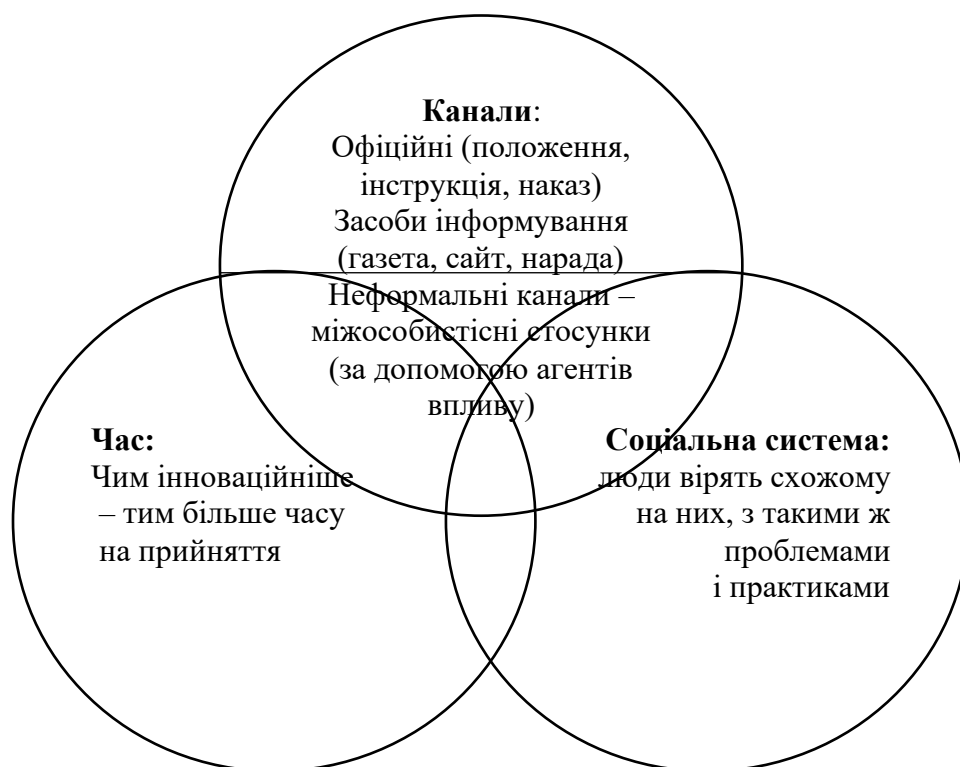 Канали:
Офіційні (положення,
інструкція, наказ)
Засоби інформування
(газета, сайт, нарада)
Неформальні канали –
міжособистісні стосунки
(за допомогою агентів
впливу)
Час:
Чим інноваційніше
– тим більше часу
на прийняття
Соціальна система:
люди вірять схожому
на них, з такими ж
проблемами
і практиками